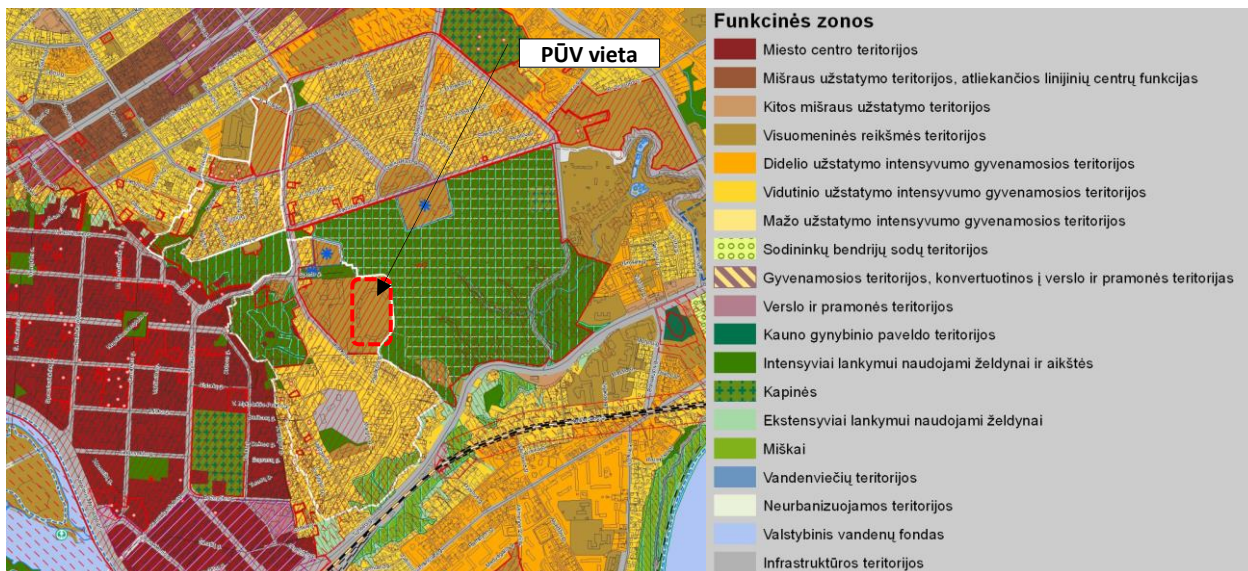 PŪV vieta
Funkcinės zonos
Miesto centro teritorijos
Mišraus užstatymo teritorijos, atliekančios linijinių centrų funkcijas
Kitos mišraus užstatymo teritorijos
Visuomeninės reikšmės teritorijos
Didelio užstatymo intensyvumo gyvenamosios teritorijos
Vidutinio užstatymo intensyvumo gyvenamosios teritorijos
Mažo užstatymo intensyvumo gyvenamosios teritorijos
Sodininkų bendrijų sodų teritorijos
Gyvenamosios teritorijos, konvertuotinos į verslo ir pramonės teritorijas
Verslo ir pramonės teritorijos
Kauno gynybinio paveldo teritorijos
Intensyviai lankymui naudojami želdynai ir aikštės
Kapinės
Ekstensyviai lankymui naudojami želdynai
Miškai
Vandenviečių teritorijos
Neurbanizuojamos teritorijos
Valstybinis vandenų fondas
Infrastruktūros teritorijos